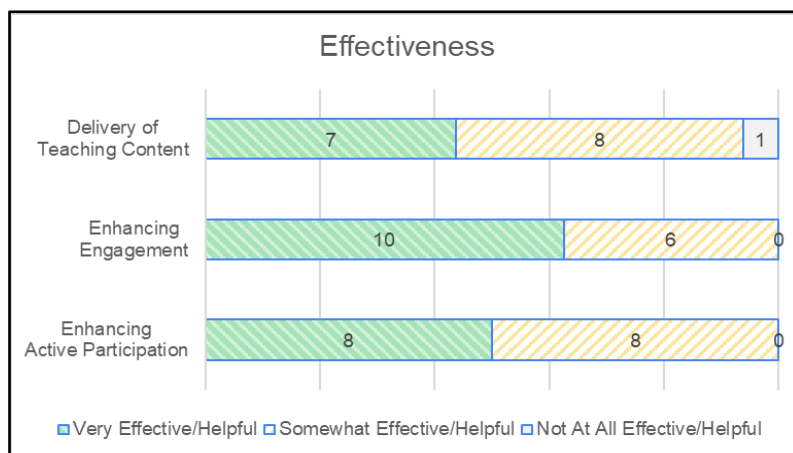 Effectiveness
Delivery of
Teaching Content
7
8
1
Enhancing
Engagement
10
6
0
Enhancing
Active Participation
8
8
0
Very Effective/Helpful
Somewhat Effective/Helpful
Not At All Effective/Helpful